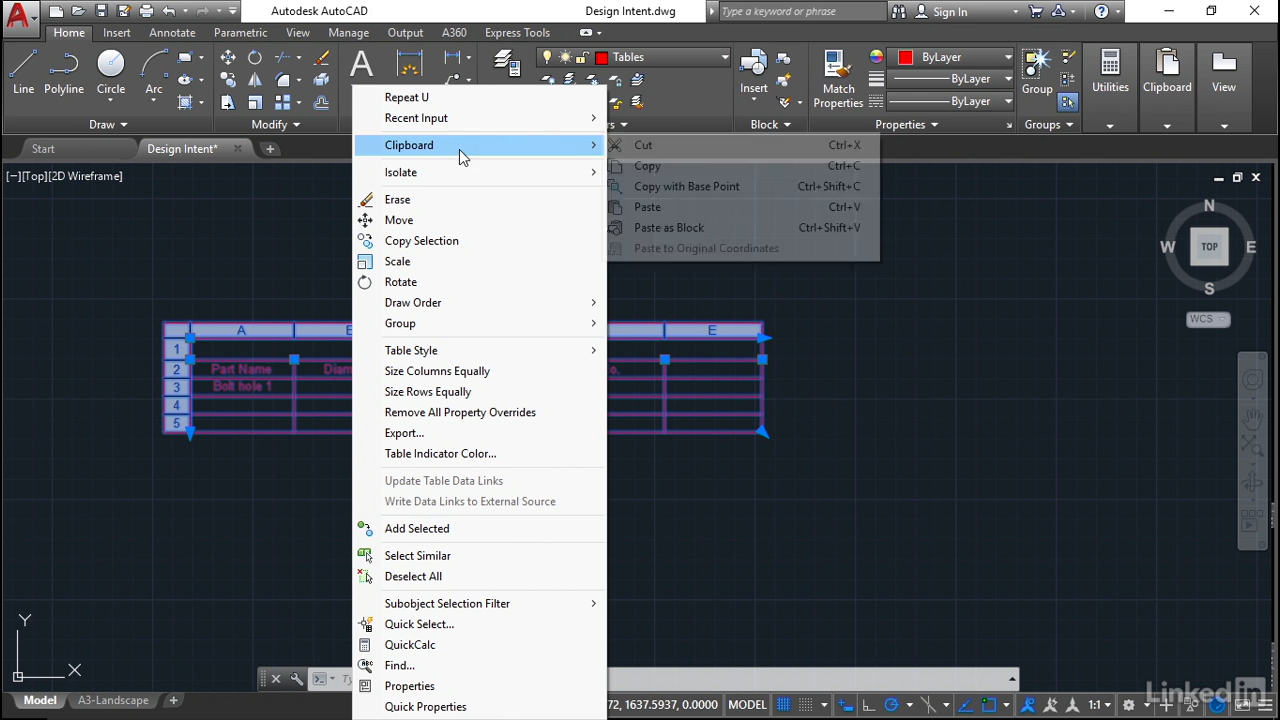 Autodesk AutoCAD
Design Intent.dwg
Type a keyword or phrase
Sign In
Home
Insert
Annotate
Parametric
View
Manage
Output
A360
Express Tools
A
Tables
ByLayer
ByLayer
ByLayer
Line
Polyline
Circle
Arc
Insert
Match
Properties
Group
Utilities
Clipboard
View
Draw
Modify
Block
Properties
Groups
Start
Design Intent*
[−][Top][2D Wireframe]
Repeat U
Recent Input
Clipboard
Isolate
Erase
Move
Copy Selection
Scale
Rotate
Draw Order
Group
Table Style
Size Columns Equally
Size Rows Equally
Remove All Property Overrides
Export...
Table Indicator Color...
Update Table Data Links
Write Data Links to External Source
Add Selected
Select Similar
Deselect All
Subobject Selection Filter
Quick Select...
QuickCalc
Find...
Properties
Quick Properties
Cut Ctrl+X
Copy Ctrl+C
Copy with Base Point Ctrl+Shift+C
Paste Ctrl+V
Paste as Block Ctrl+Shift+V
Paste to Original Coordinates
N
W TOP E
S
WCS
A E
1
2 Part Name
3 Bolt hole 1
4
5
Y
X
Model
A3-Landscape
72, 1637.5937, 0.0000
MODEL
1:1
Linked in